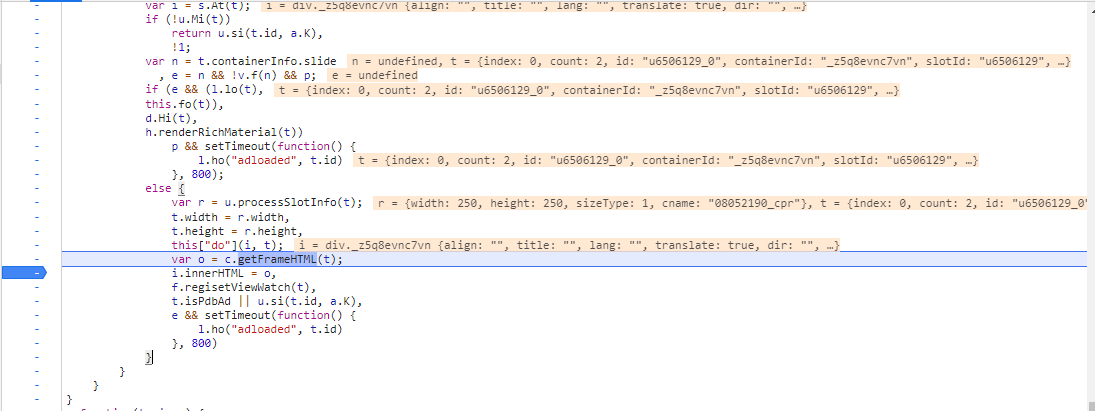 var i = s.At(t); i = div._z5q8evnc7vn {align: "", title: "", lang: "", translate: true, dir: "", …}
if (!u.Mi(t))
return u.si(t.id, a.K),
!1;
var n = t.containerInfo.slide n = undefined, t = {index: 0, count: 2, id: "u6506129_0", containerId: "_z5q8evnc7vn", slotId: "u6506129", …}
, e = n && !v.f(n) && p; e = undefined
if (e && (l.lo(t), t = {index: 0, count: 2, id: "u6506129_0", containerId: "_z5q8evnc7vn", slotId: "u6506129", …}
this.fo(t)),
d.Hi(t),
h.renderRichMaterial(t))
p && setTimeout(function() {
l.ho("adloaded", t.id) t = {index: 0, count: 2, id: "u6506129_0", containerId: "_z5q8evnc7vn", slotId: "u6506129", …}
}, 800);
else {
var r = u.processSlotInfo(t); r = {width: 250, height: 250, sizeType: 1, cname: "08052190_cpr"}, t = {index: 0, count: 2, id: "u6506129_0"
t.width = r.width,
t.height = r.height,
this["do"](i, t); i = div._z5q8evnc7vn {align: "", title: "", lang: "", translate: true, dir: "", …}
var o = c.getFrameHTML(t);
i.innerHTML = o,
f.regisetViewWatch(t),
t.isPdbAd || u.si(t.id, a.K),
e && setTimeout(function() {
l.ho("adloaded", t.id)
}, 800)
}
}
}
}